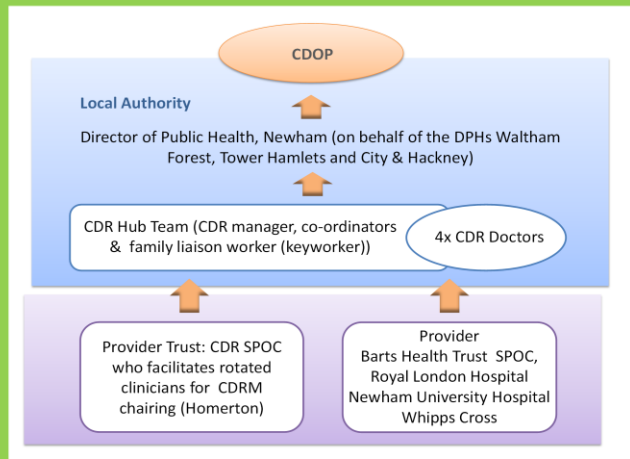 CDOP
Local Authority
Director of Public Health, Newham (on behalf of the DPHs Waltham
Forest, Tower Hamlets and City & Hackney)
CDR Hub Team (CDR manager, co-ordinators
& family liaison worker (keyworker))
4x CDR Doctors
Provider Trust: CDR SPOC
who facilitates rotated
clinicians for CDRM
chairing (Homerton)
Provider
Barts Health Trust SPOC,
Royal London Hospital
Newham University Hospital
Whipps Cross